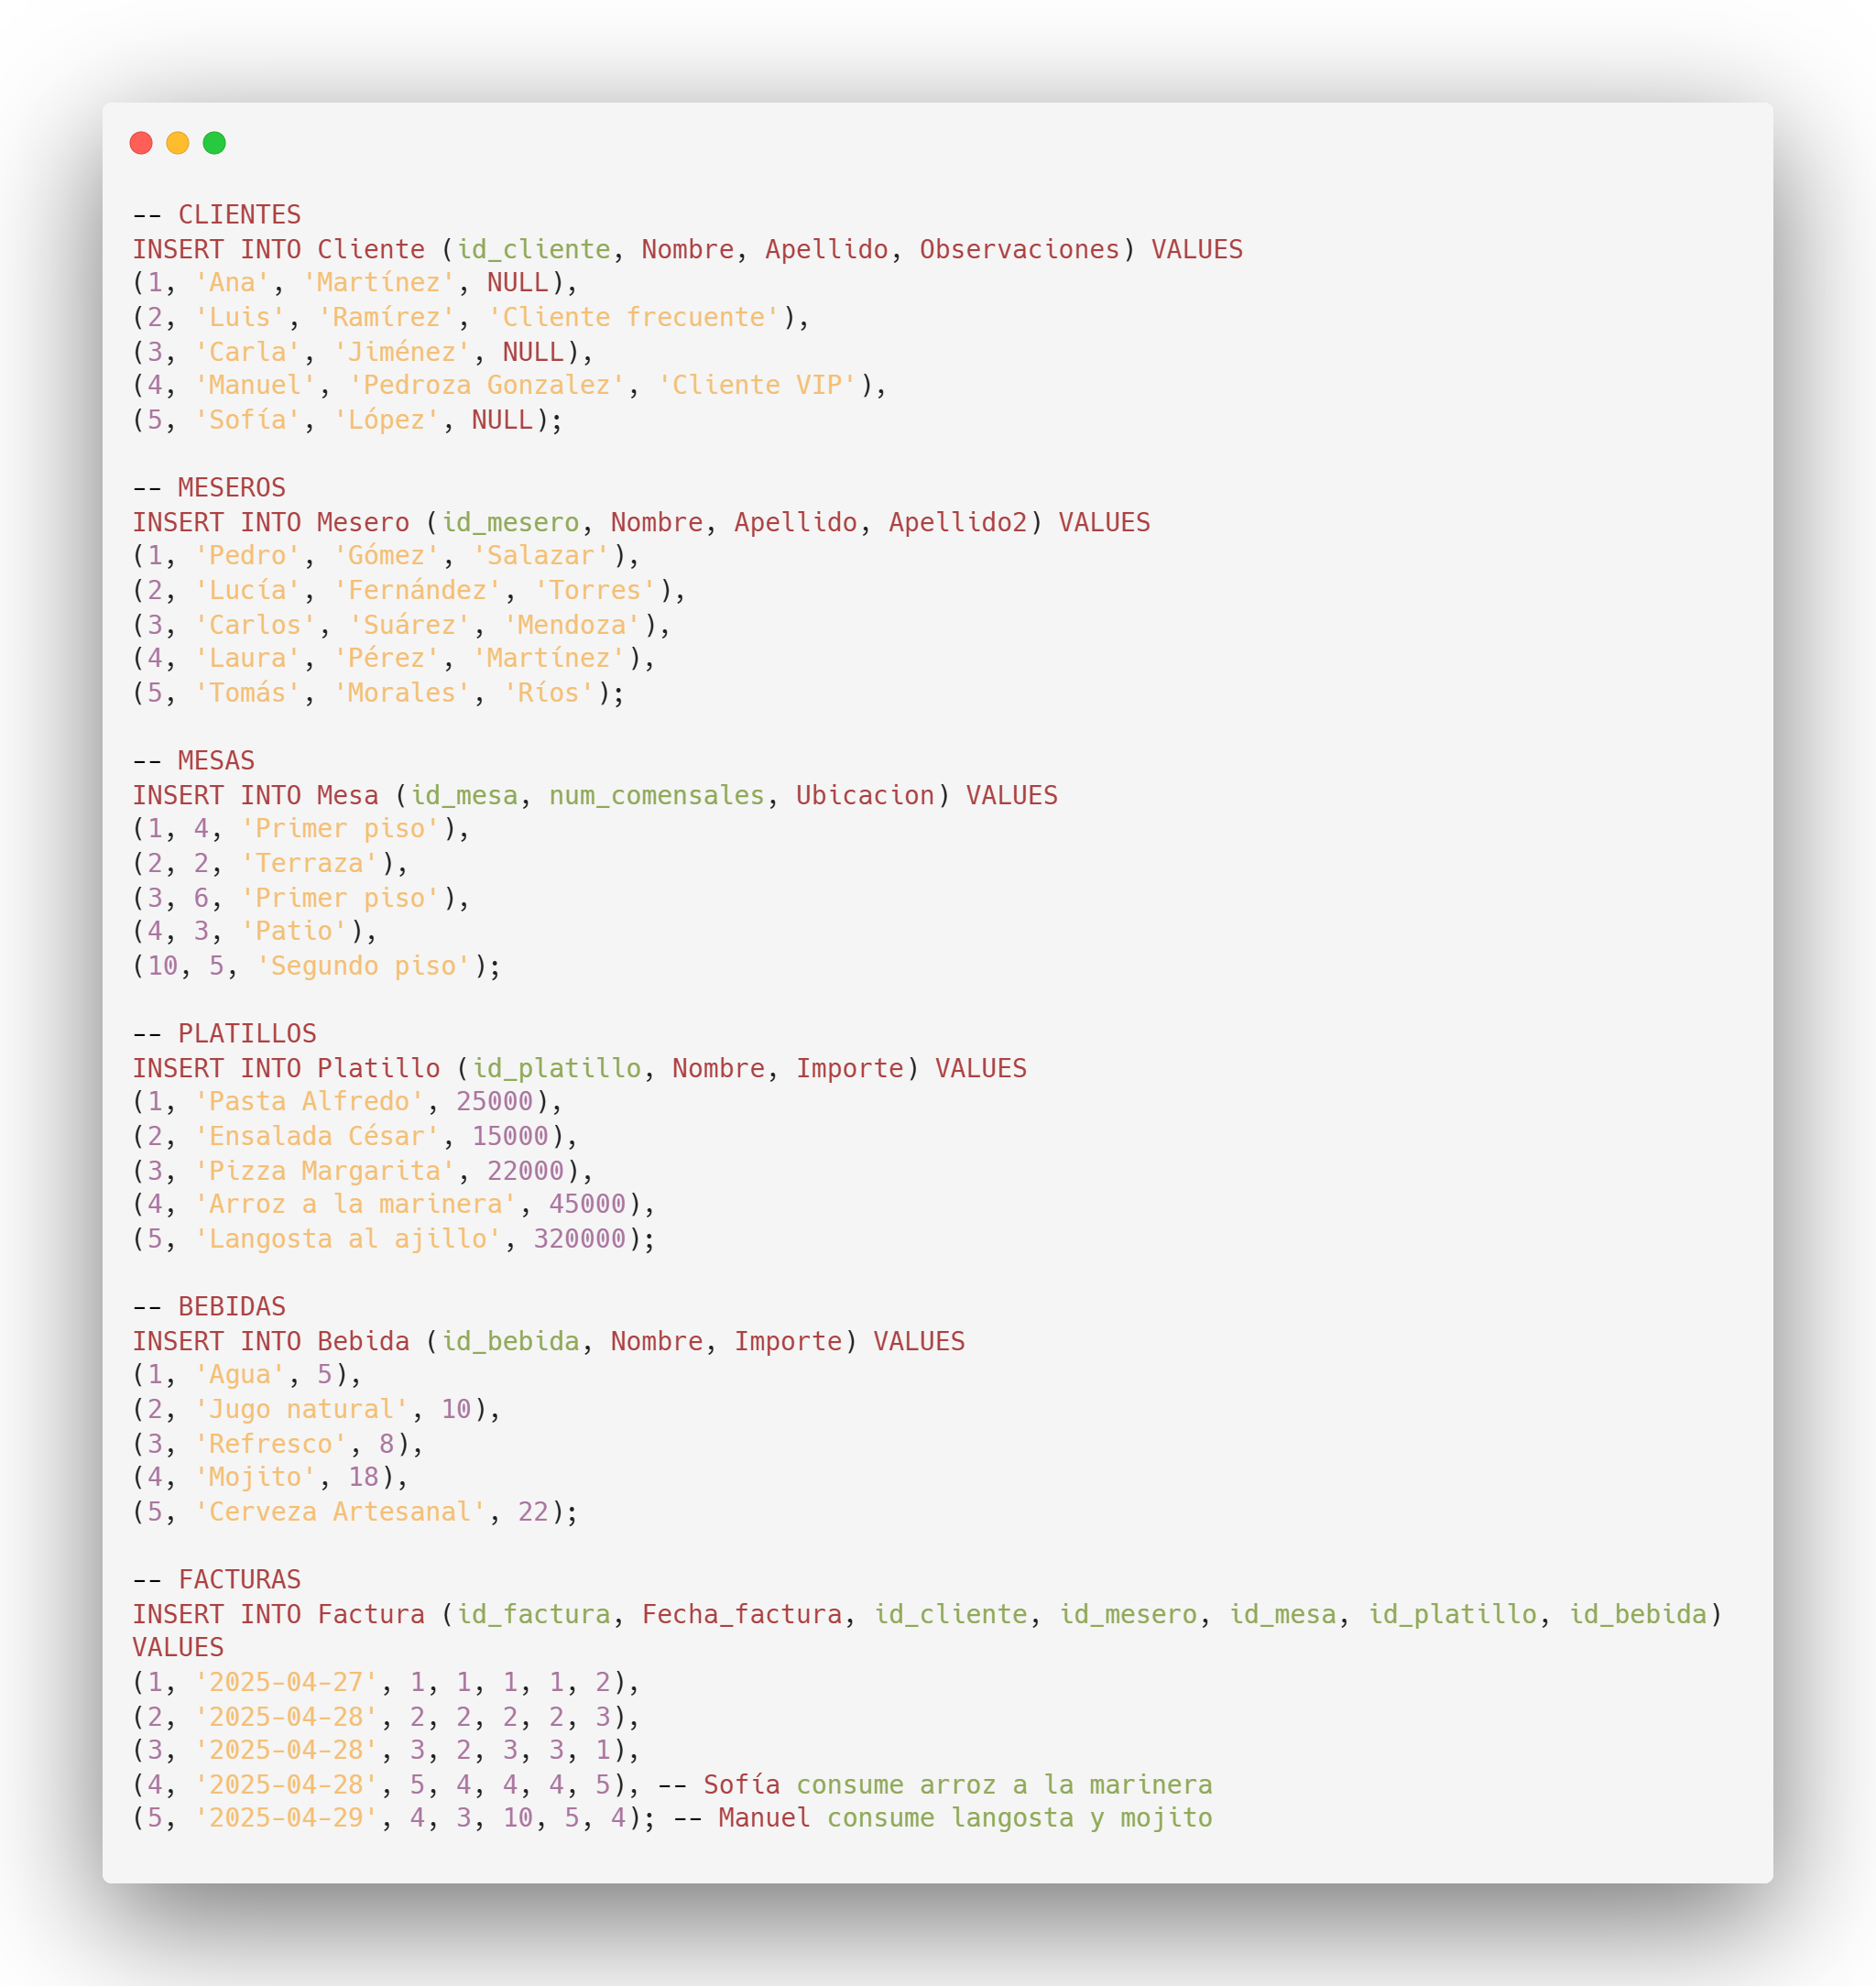 -- CLIENTES
INSERT INTO Cliente (id_cliente, Nombre, Apellido, Observaciones) VALUES
(1, 'Ana', 'Martínez', NULL),
(2, 'Luis', 'Ramírez', 'Cliente frecuente'),
(3, 'Carla', 'Jiménez', NULL),
(4, 'Manuel', 'Pedroza Gonzalez', 'Cliente VIP'),
(5, 'Sofía', 'López', NULL);
-- MESEROS
INSERT INTO Mesero (id_mesero, Nombre, Apellido, Apellido2) VALUES
(1, 'Pedro', 'Gómez', 'Salazar'),
(2, 'Lucía', 'Fernández', 'Torres'),
(3, 'Carlos', 'Suárez', 'Mendoza'),
(4, 'Laura', 'Pérez', 'Martínez'),
(5, 'Tomás', 'Morales', 'Ríos');
-- MESAS
INSERT INTO Mesa (id_mesa, num_comensales, Ubicacion) VALUES
(1, 4, 'Primer piso'),
(2, 2, 'Terraza'),
(3, 6, 'Primer piso'),
(4, 3, 'Patio'),
(10, 5, 'Segundo piso');
-- PLATILLOS
INSERT INTO Platillo (id_platillo, Nombre, Importe) VALUES
(1, 'Pasta Alfredo', 25000),
(2, 'Ensalada César', 15000),
(3, 'Pizza Margarita', 22000),
(4, 'Arroz a la marinera', 45000),
(5, 'Langosta al ajillo', 320000);
-- BEBIDAS
INSERT INTO Bebida (id_bebida, Nombre, Importe) VALUES
(1, 'Agua', 5),
(2, 'Jugo natural', 10),
(3, 'Refresco', 8),
(4, 'Mojito', 18),
(5, 'Cerveza Artesanal', 22);
-- FACTURAS
INSERT INTO Factura (id_factura, Fecha_factura, id_cliente, id_mesero, id_mesa, id_platillo, id_bebida)
VALUES
(1, '2025-04-27', 1, 1, 1, 1, 2),
(2, '2025-04-28', 2, 2, 2, 2, 3),
(3, '2025-04-28', 3, 2, 3, 3, 1),
(4, '2025-04-28', 5, 4, 4, 4, 5), -- Sofía consume arroz a la marinera
(5, '2025-04-29', 4, 3, 10, 5, 4); -- Manuel consume langosta y mojito